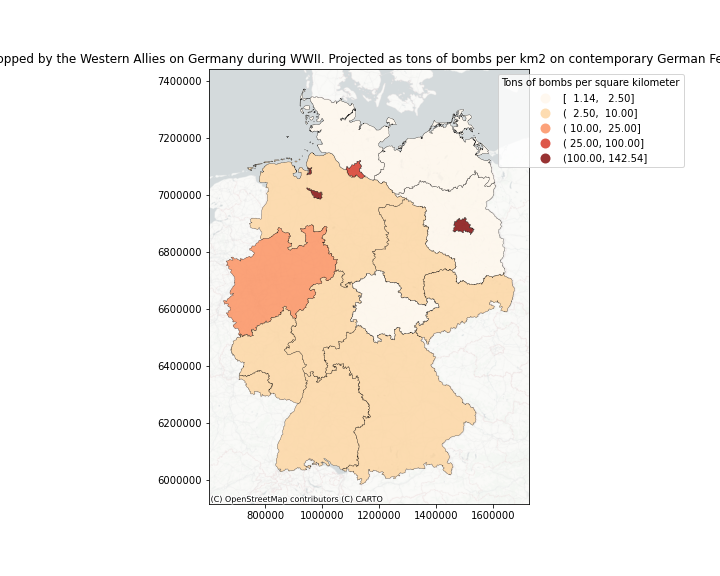 opped by the Western Allies on Germany during WWII. Projected as tons of bombs per km2 on contemporary German Fe
Tons of bombs per square kilometer
[ 1.14, 2.50]
( 2.50, 10.00]
( 10.00, 25.00]
( 25.00, 100.00]
(100.00, 142.54]
7400000
7200000
7000000
6800000
6600000
6400000
6200000
6000000
(C) OpenStreetMap contributors (C) CARTO
800000 1000000 1200000 1400000 1600000